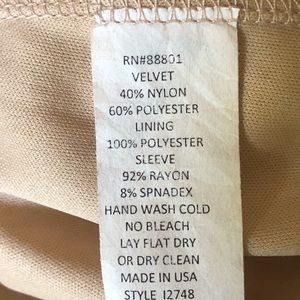 RN#88801
VELVET
40% NYLON
60% POLYESTER
LINING
100% POLYESTER
SLEEVE
92% RAYON
8% SPNADEX
HAND WASH COLD
NO BLEACH
LAY FLAT DRY
OR DRY CLEAN
MADE IN USA
STYLE J2748